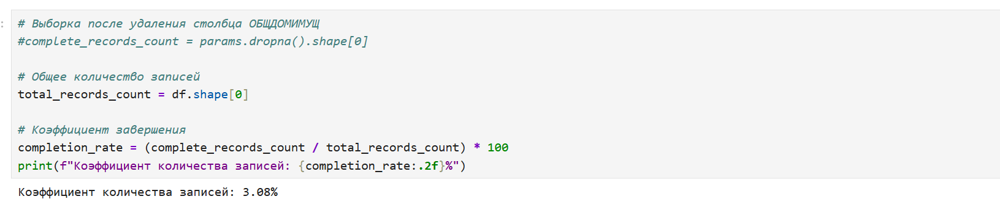 :
# Выборка после удаления столбца ОБЩДОМИМУЩ
#complete_records_count = params.dropna().shape[0]
# Общее количество записей
total_records_count = df.shape[0]
# Коэффициент завершения
completion_rate = (complete_records_count / total_records_count) * 100
print(f"Коэффициент количества записей: {completion_rate:.2f}%")
Коэффициент количества записей: 3.08%